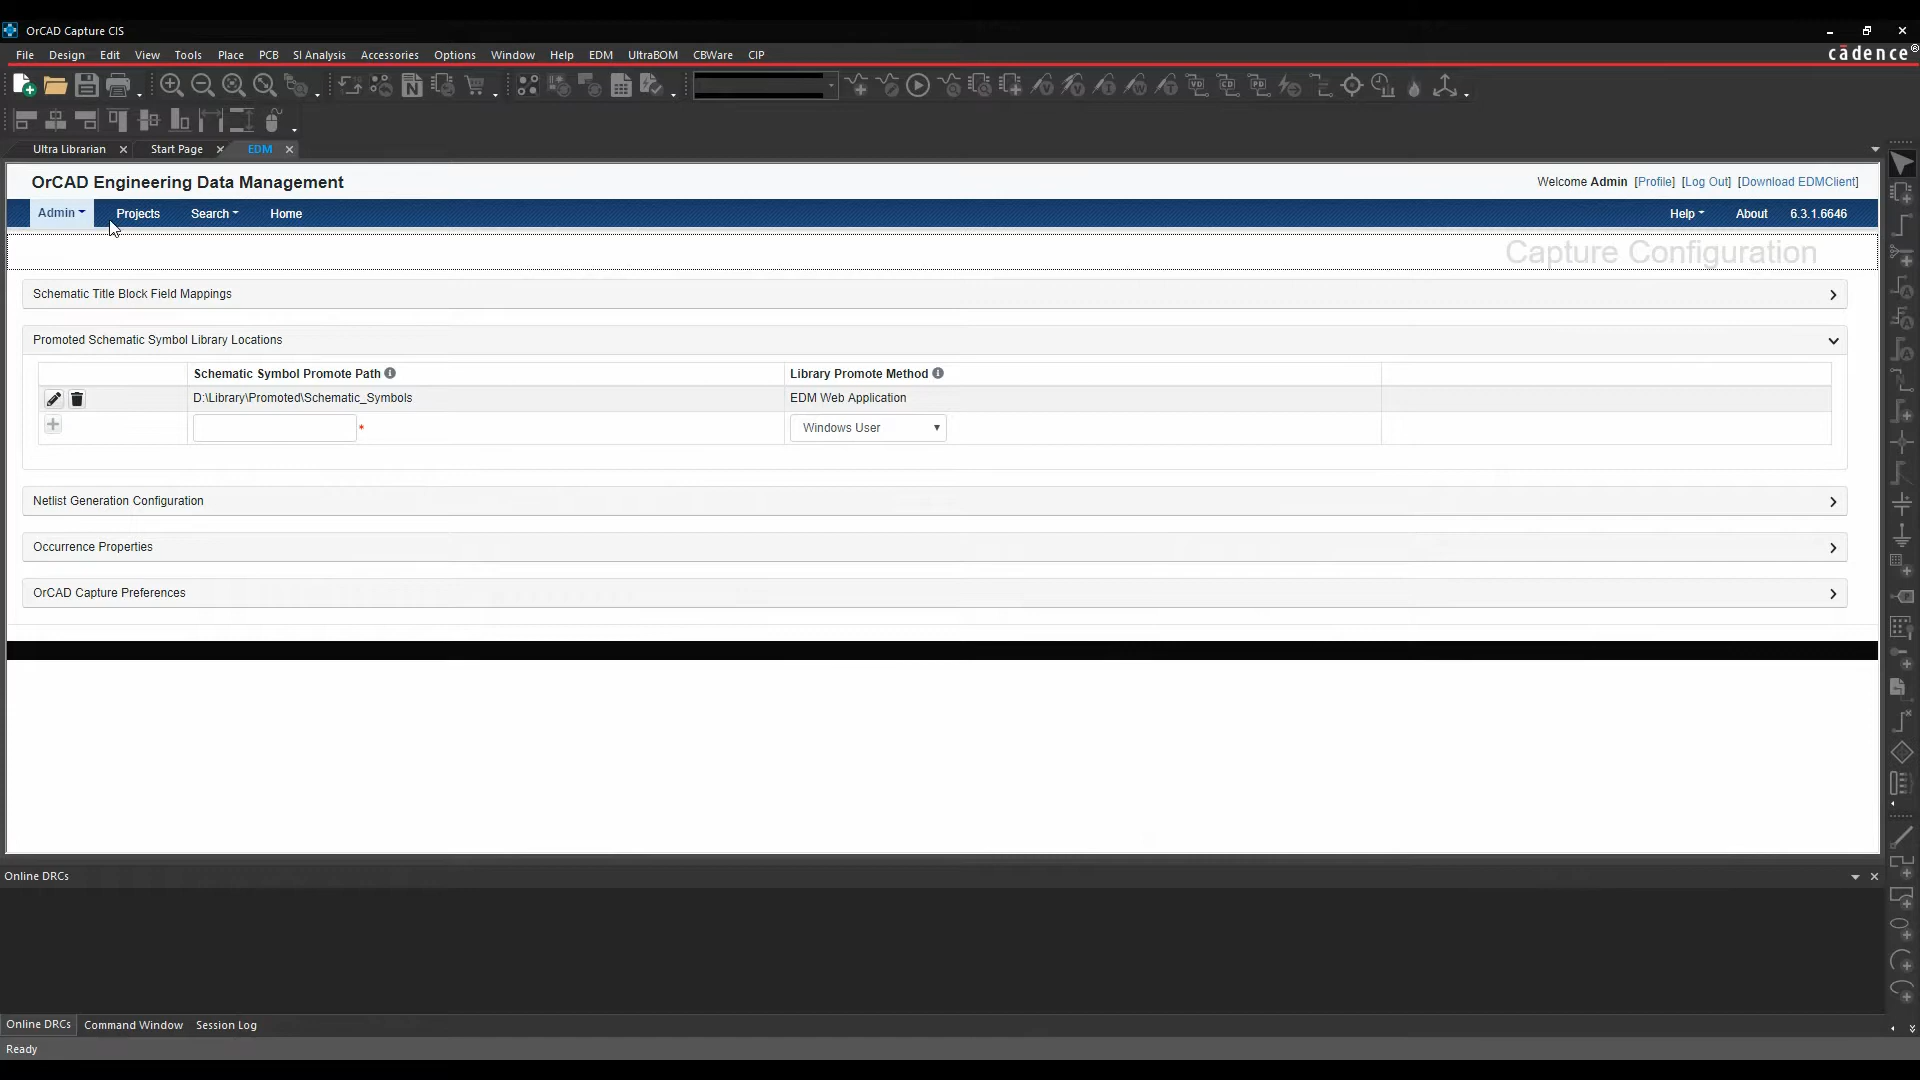 OrCAD Capture CIS
File Design Edit View Tools Place PCB SI Analysis Accessories Options Window Help EDM UltraBOM CBWare CIP
cādence®
Ultra Librarian Start Page EDM
OrCAD Engineering Data Management
Welcome Admin [Profile] [Log Out] [Download EDMClient]
Admin Projects Search Home Help About 6.3.1.6646
Capture Configuration
Schematic Title Block Field Mappings
Promoted Schematic Symbol Library Locations
Schematic Symbol Promote Path Library Promote Method
D:\Library\Promoted\Schematic_Symbols EDM Web Application
* Windows User
Netlist Generation Configuration
Occurrence Properties
OrCAD Capture Preferences
Online DRCs
Online DRCs Command Window Session Log
Ready